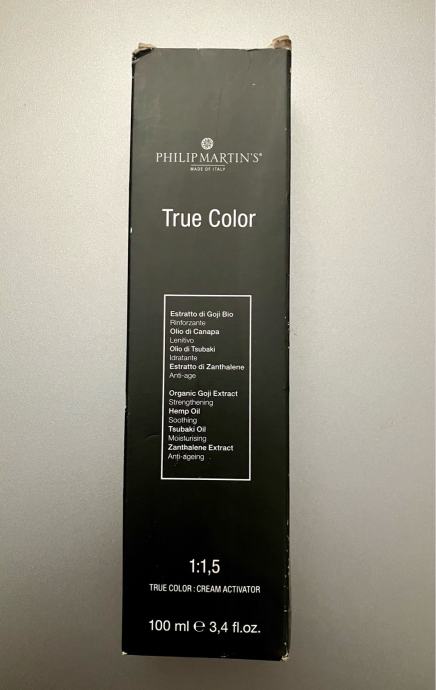 PHILIP MARTIN'S®
MADE OF ITALY
True Color
Estratto di Goji Bio
Rinforzante
Olio di Canapa
Lenitivo
Olio di Tsubaki
Idratante
Estratto di Zanthalene
Anti-age
Organic Goji Extract
Strengthening
Hemp Oil
Soothing
Tsubaki Oil
Moisturising
Zanthalene Extract
Anti-ageing
1:1,5
TRUE COLOR : CREAM ACTIVATOR
100 ml ℮ 3,4 fl.oz.